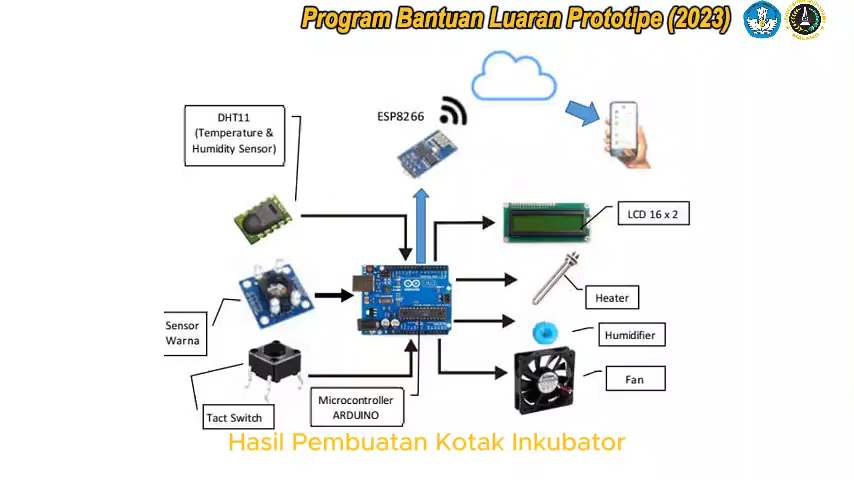 Program Bantuan Luaran Prototipe (2023)
ESP8266
DHT11
(Temperature &
Humidity Sensor)
LCD 16 x 2
Heater
Sensor
Warna
Humidifier
Fan
Microcontroller
ARDUINO
Tact Switch
Hasil Pembuatan Kotak Inkubator